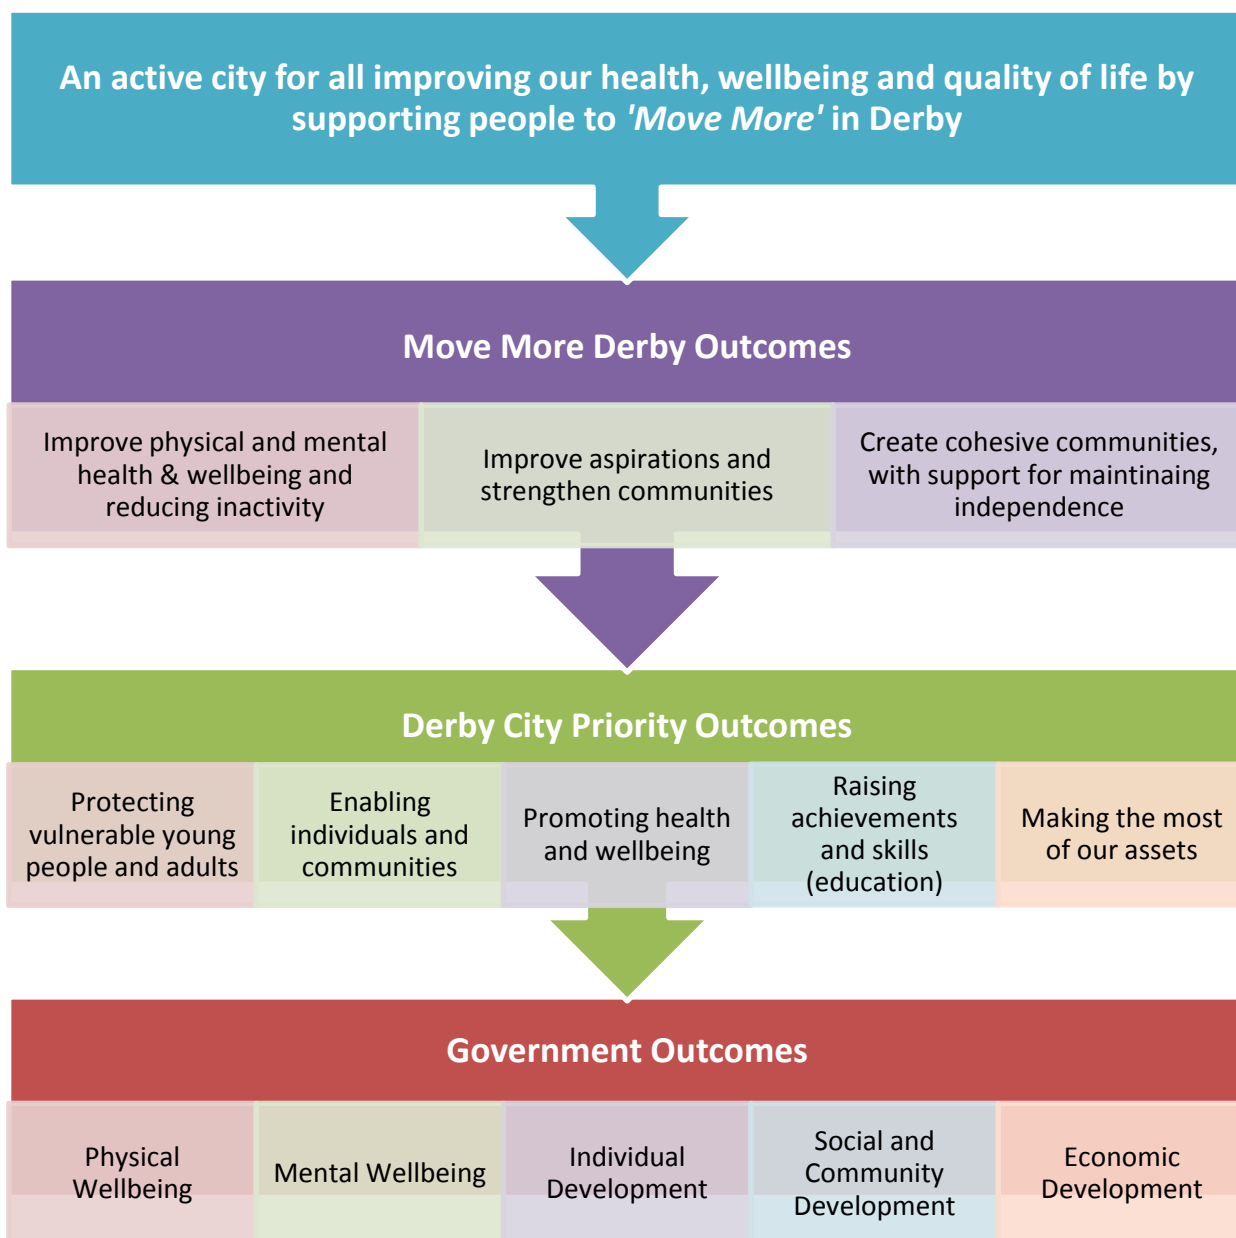 An active city for all improving our health, wellbeing and quality of life by
supporting people to 'Move More' in Derby
Move More Derby Outcomes
Improve physical and mental
health & wellbeing and
reducing inactivity
Improve aspirations and
strengthen communities
Create cohesive communities,
with support for maintinaing
independence
Derby City Priority Outcomes
Protecting
vulnerable young
people and adults
Enabling
individuals and
communities
Promoting health
and wellbeing
Raising
achievements
and skills
(education)
Making the most
of our assets
Government Outcomes
Physical
Wellbeing
Mental Wellbeing
Individual
Development
Social and
Community
Development
Economic
Development